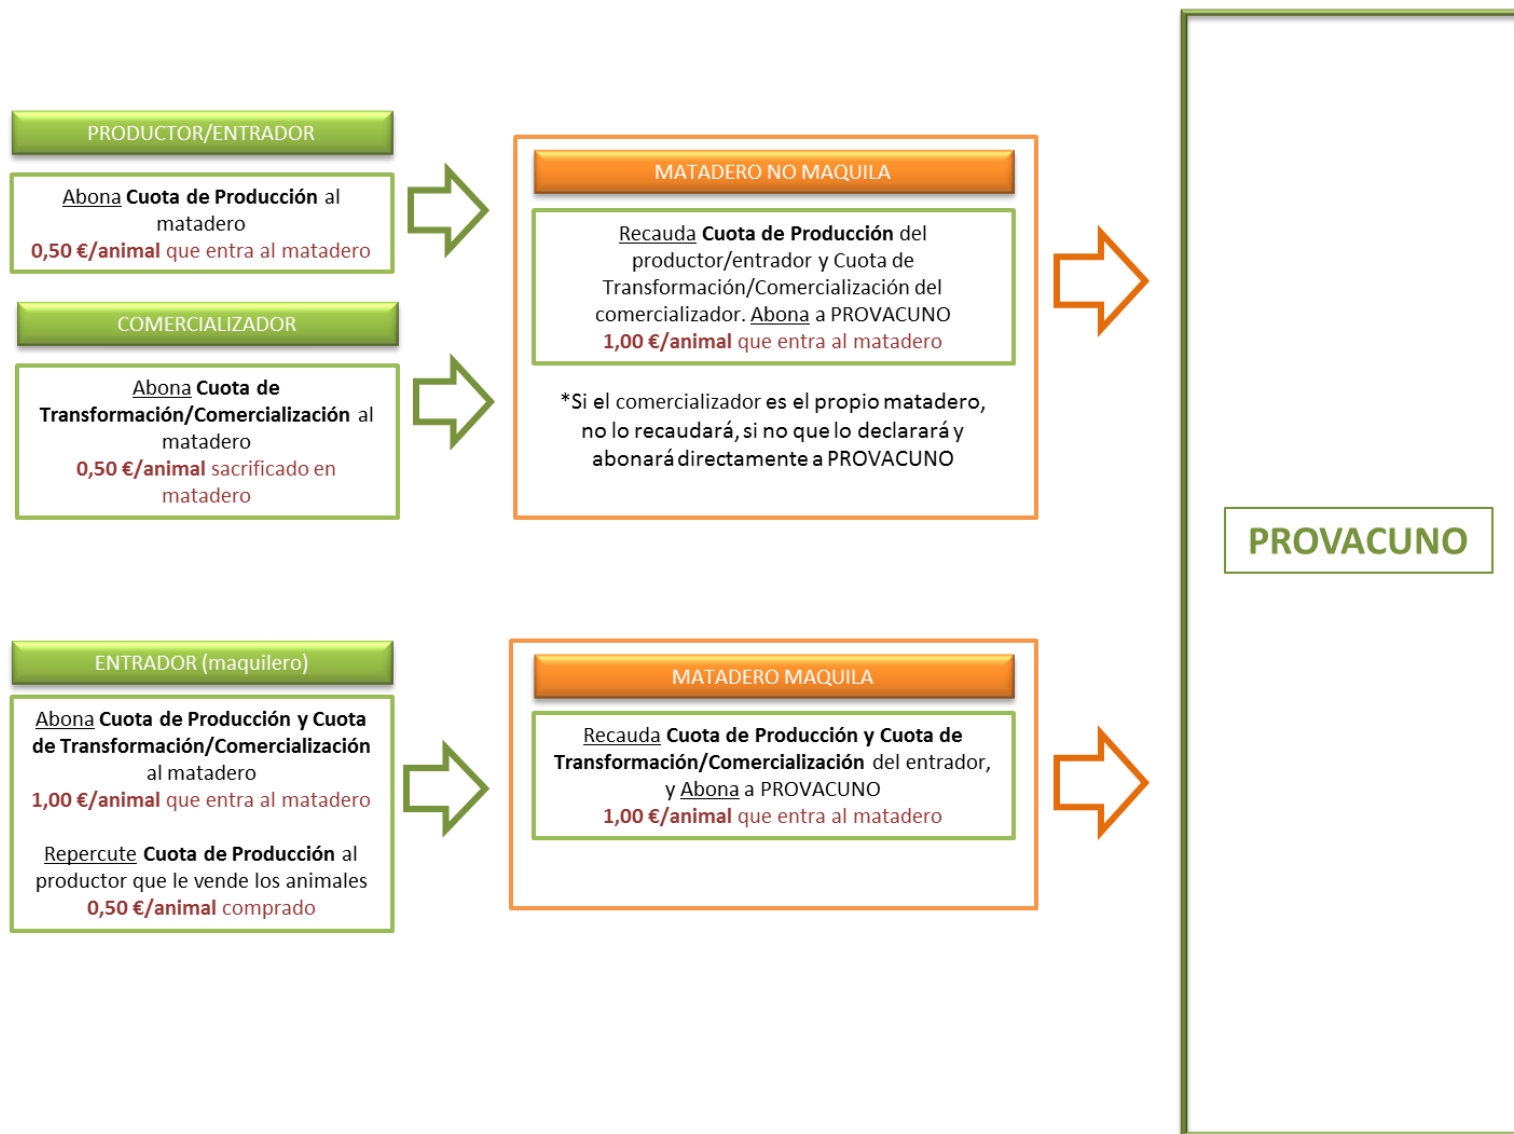 PRODUCTOR/ENTRADOR
Abona Cuota de Producción al
matadero
0,50 €/animal que entra al matadero
COMERCIALIZADOR
Abona Cuota de
Transformación/Comercialización al
matadero
0,50 €/animal sacrificado en
matadero
MATADERO NO MAQUILA
Recauda Cuota de Producción del
productor/entrador y Cuota de
Transformación/Comercialización del
comercializador. Abona a PROVACUNO
1,00 €/animal que entra al matadero
*Si el comercializador es el propio matadero,
no lo recaudará, si no que lo declarará y
abonará directamente a PROVACUNO
ENTRADOR (maquilero)
Abona Cuota de Producción y Cuota
de Transformación/Comercialización
al matadero
1,00 €/animal que entra al matadero
Repercute Cuota de Producción al
productor que le vende los animales
0,50 €/animal comprado
MATADERO MAQUILA
Recauda Cuota de Producción y Cuota de
Transformación/Comercialización del entrador,
y Abona a PROVACUNO
1,00 €/animal que entra al matadero
PROVACUNO